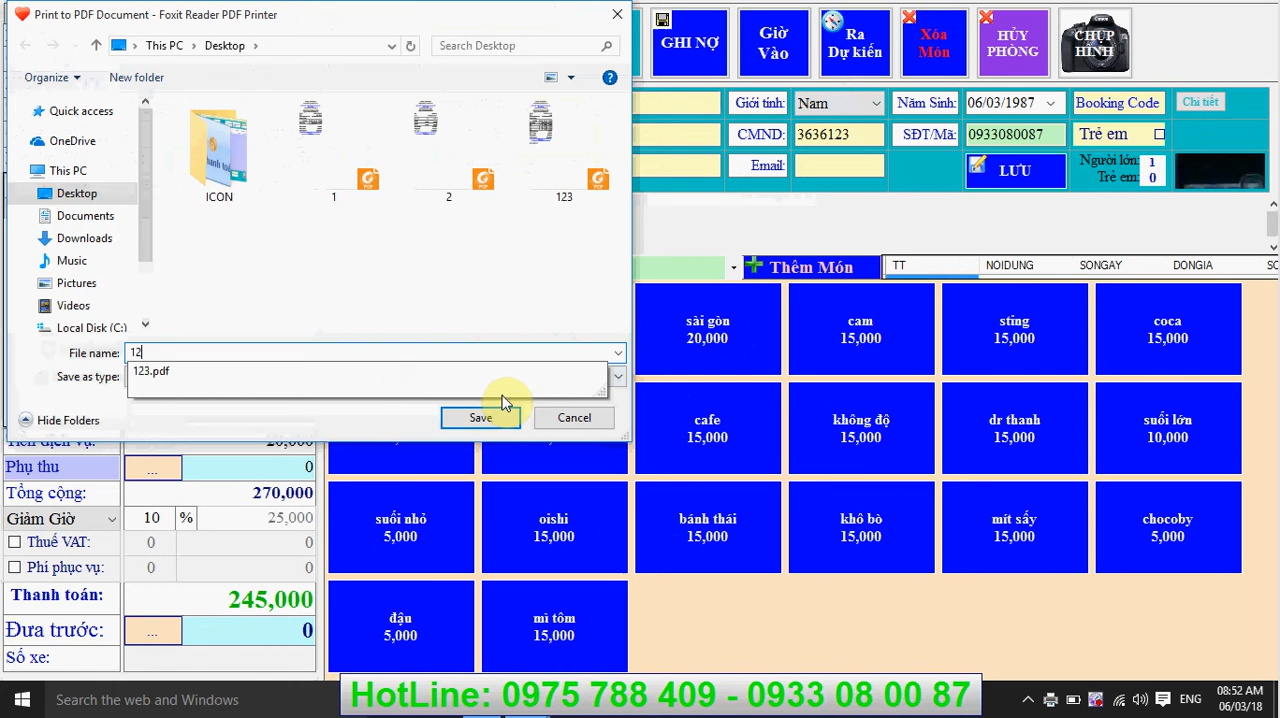 Print to PDF Document - Foxit Reader PDF Printer
This PC
Desktop
Search Desktop
Organize
New folder
Quick access
OneDrive
This PC
Desktop
Documents
Downloads
Music
Pictures
Videos
Local Disk (C:)
ICON
1
2
123
File name:
12
123.pdf
Save as type:
Hide Folders
Save
Cancel
GHI NỢ
Giờ
Vào
Ra
Dự kiến
Xóa
Món
HỦY
PHÒNG
CHỤP
HÌNH
Giới tính:
Nam
Năm Sinh:
06/03/1987
Booking Code
Chi tiết
CMND:
3636123
SĐT/Mã:
0933080087
Trẻ em
Email:
LƯU
Người lớn:
1
Trẻ em:
0
Thêm Món
TT
NOIDUNG
SONGAY
DONGIA
sài gòn
20,000
cam
15,000
sting
15,000
coca
15,000
cafe
15,000
không độ
15,000
dr thanh
15,000
suối lớn
10,000
suối nhỏ
5,000
oishi
15,000
bánh thái
15,000
khô bò
15,000
mít sấy
15,000
chocoby
5,000
đậu
5,000
mì tôm
15,000
Tiền dịch vụ:
20,000
Phụ thu
...
0
Tổng cộng:
270,000
Giảm Giờ
10
%
25,000
Thuế VAT:
0
0
Phí phục vụ:
0
0
Thanh toán:
245,000
Đưa trước:
...
0
Số xe:
HotLine: 0975 788 409 - 0933 08 00 87
Search the web and Windows
ENG
08:52 AM
06/03/18